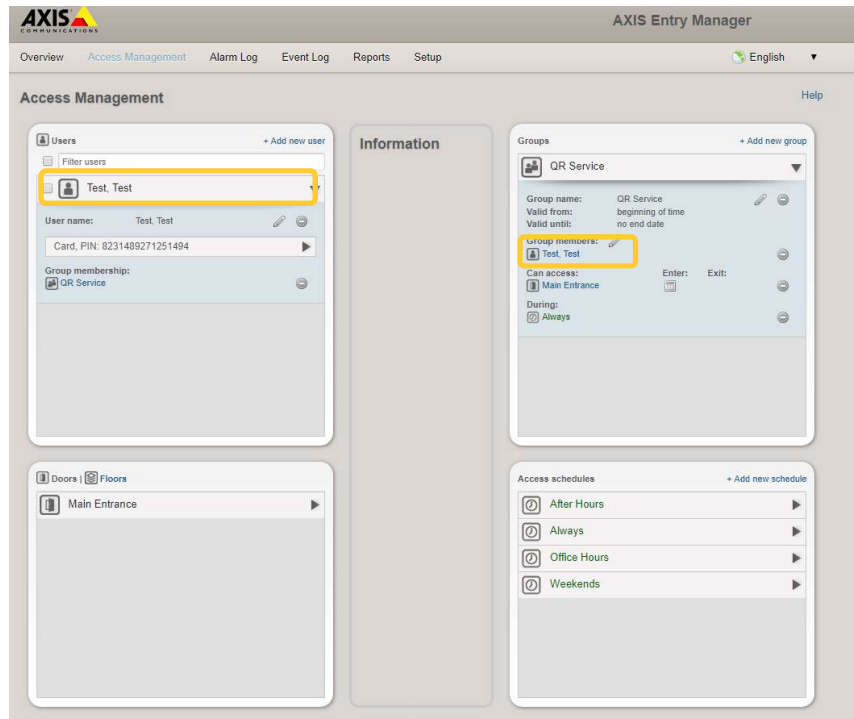 AXIS
COMMUNICATIONS
AXIS Entry Manager
Overview Access Management Alarm Log Event Log Reports Setup English
Access Management
Help
Users + Add new user
Filter users
Test, Test
User name: Test, Test
Card, PIN: 8231489271251494
Group membership:
QR Service
Information
Groups + Add new group
QR Service
Group name: QR Service
Valid from: beginning of time
Valid until: no end date
Group members:
Test, Test
Can access: Enter: Exit:
Main Entrance
During:
Always
Doors | Floors
Main Entrance
Access schedules + Add new schedule
After Hours
Always
Office Hours
Weekends